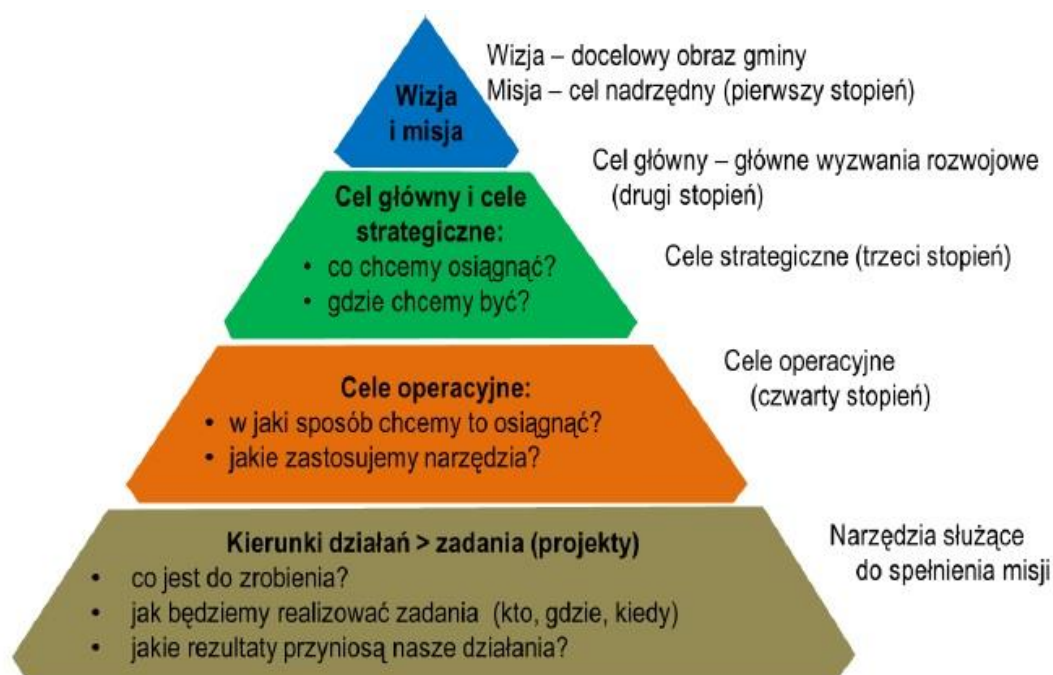 Wizja
i misja
Wizja – docelowy obraz gminy
Misja – cel nadrzędny (pierwszy stopień)
Cel główny i cele
strategiczne:
• co chcemy osiągnąć?
• gdzie chcemy być?
Cel główny – główne wyzwania rozwojowe
(drugi stopień)
Cele strategiczne (trzeci stopień)
Cele operacyjne:
• w jaki sposób chcemy to osiągnąć?
• jakie zastosujemy narzędzia?
Cele operacyjne
(czwarty stopień)
Kierunki działań > zadania (projekty)
• co jest do zrobienia?
• jak będziemy realizować zadania (kto, gdzie, kiedy)
• jakie rezultaty przyniosą nasze działania?
Narzędzia służące
do spełnienia misji